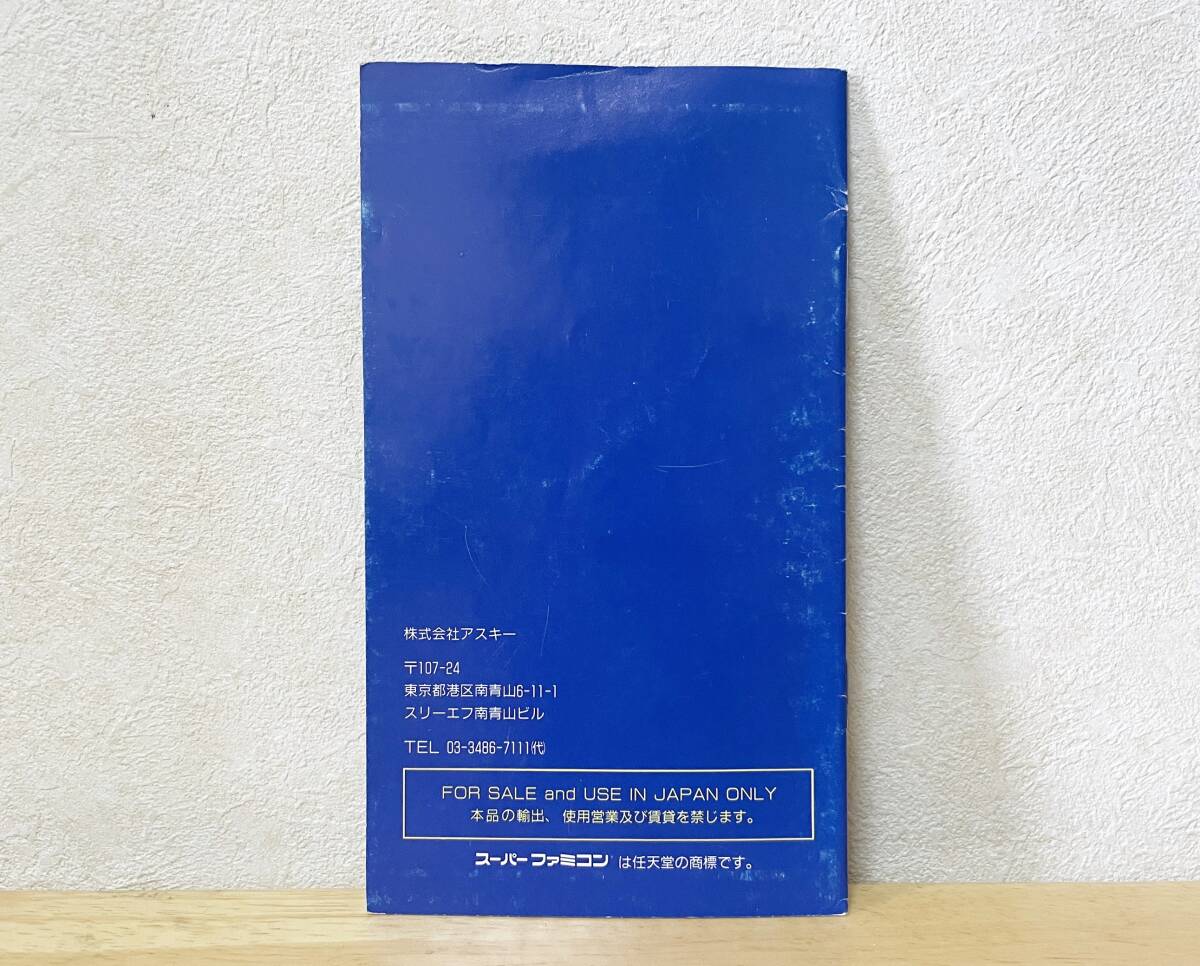 株式会社アスキー
〒107-24
東京都港区南青山6-11-1
スリーエフ南青山ビル
TEL 03-3486-7111㈹
FOR SALE and USE IN JAPAN ONLY
本品の輸出、使用営業及び賃貸を禁じます。
スーパーファミコンは任天堂の商標です。